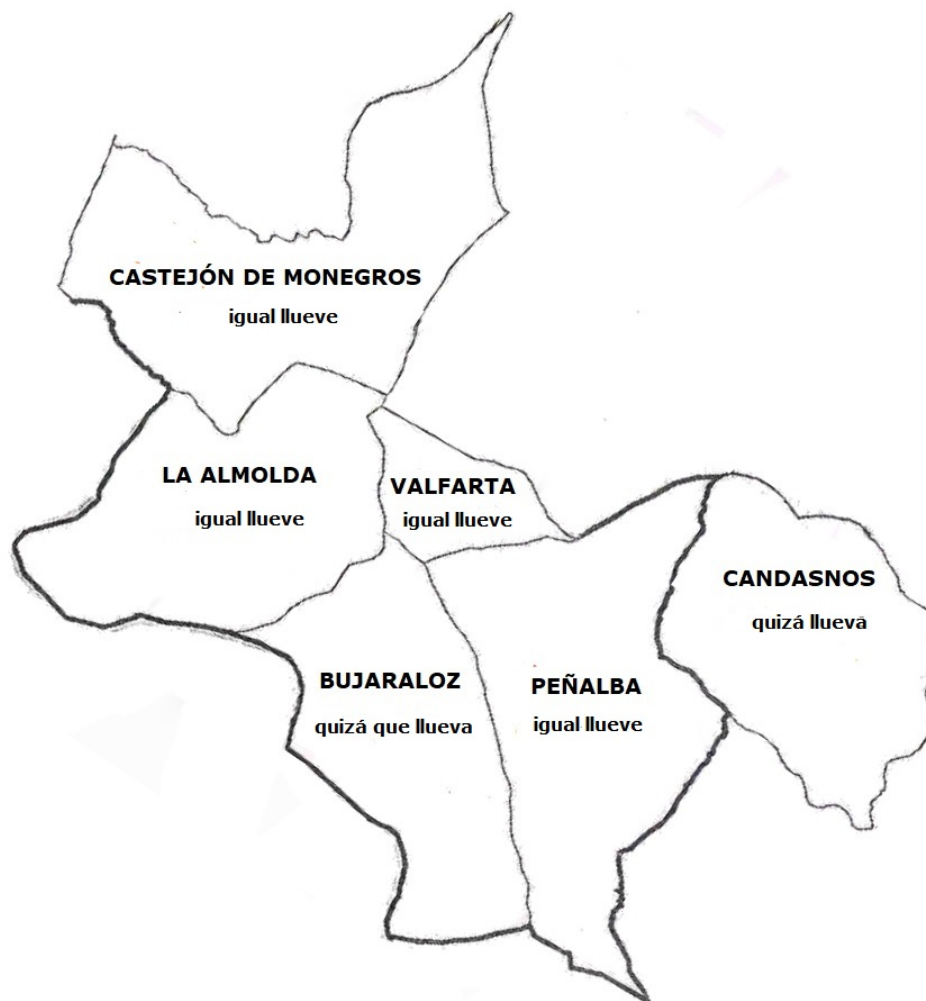 CASTEJÓN DE MONEGROS
igual llueve
LA ALMOLDA
igual llueve
VALFARTA
igual llueve
CANDASNOS
quizá llueva
BUJARALOZ
quizá que llueva
PEÑALBA
igual llueve